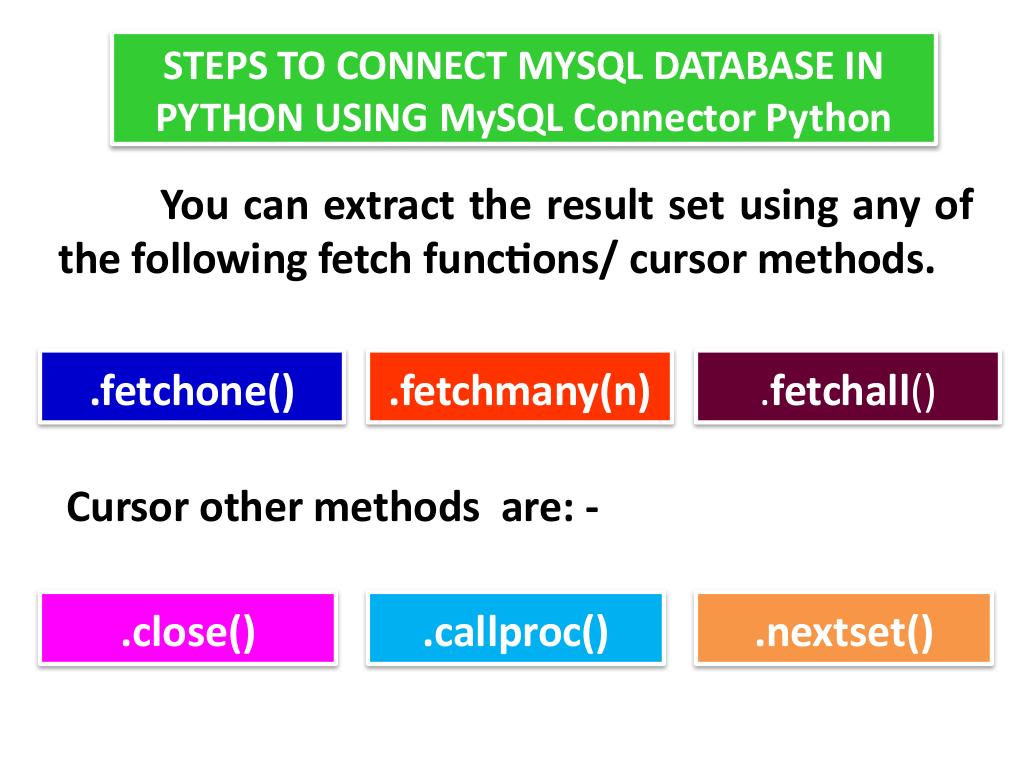 STEPS TO CONNECT MYSQL DATABASE IN
PYTHON USING MySQL Connector Python
You can extract the result set using any of
the following fetch functions/ cursor methods.
.fetchone()
.fetchmany(n)
.fetchall()
Cursor other methods  are: -
.close()
.callproc()
.nextset()